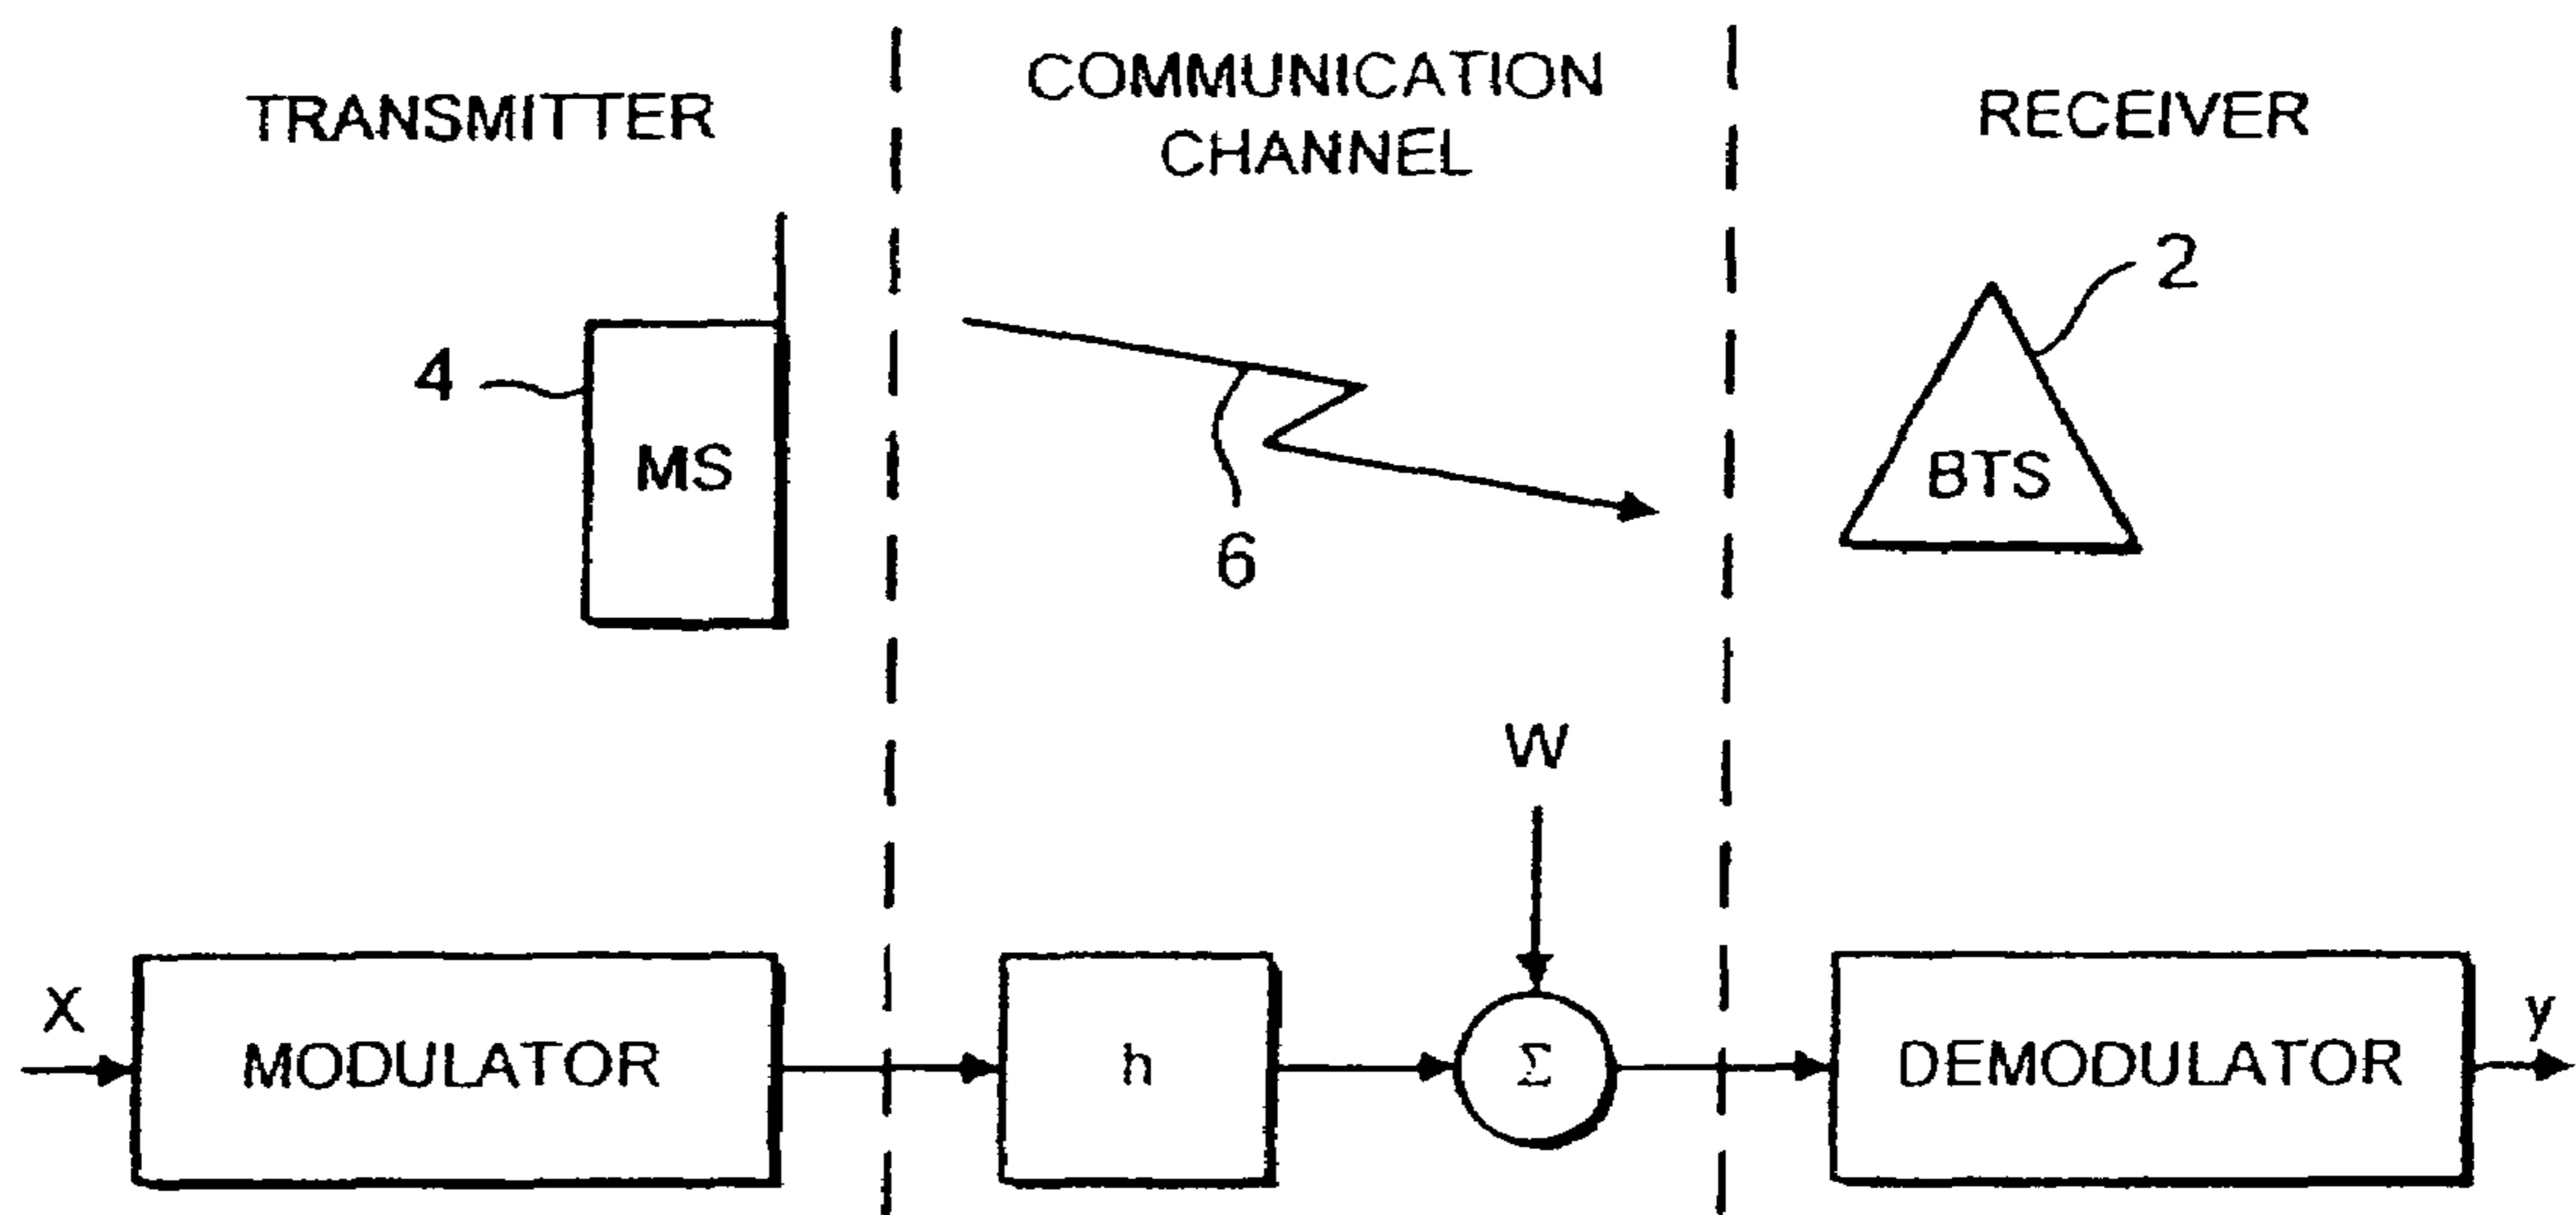 TRANSMITTER
COMMUNICATION
CHANNEL
RECEIVER
2
4
MS
BTS
6
W
X
MODULATOR
h
Σ
DEMODULATOR
y